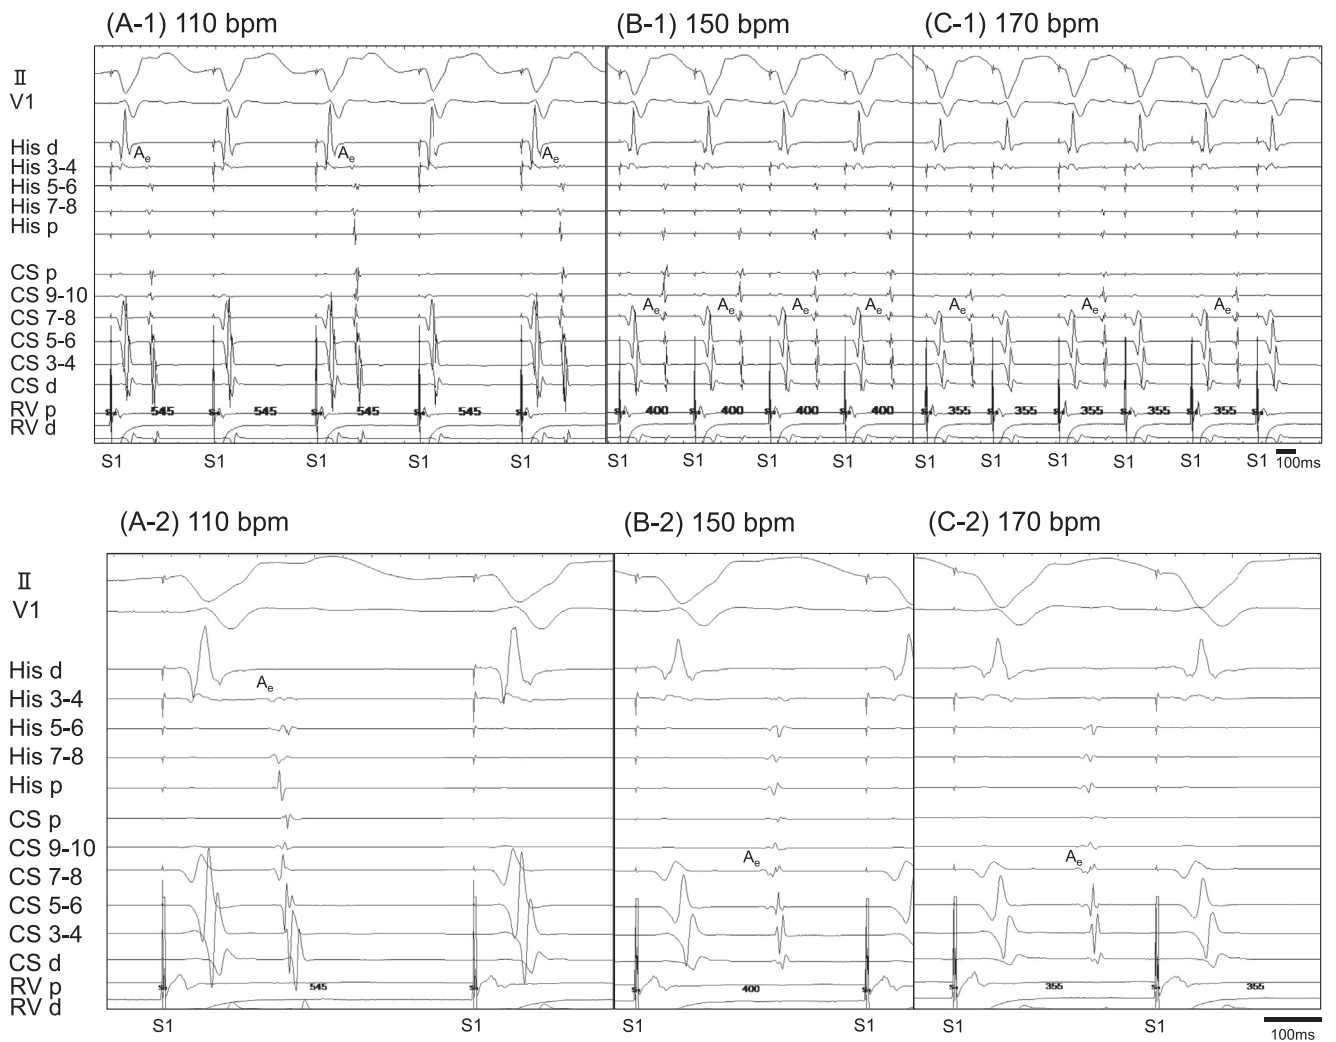 (A-1) 110 bpm (B-1) 150 bpm (C-1) 170 bpm
II
V1
His d
Ae Ae Ae
His 3-4
His 5-6
His 7-8
His p
CS p
CS 9-10
Ae Ae Ae Ae Ae Ae Ae
CS 7-8
CS 5-6
CS 3-4
CS d
RV p 545 545 545 545 400 400 400 400 355 355 355 355 355
RV d
S1 S1 S1 S1 S1 S1 S1 S1 S1 S1 S1 S1 S1 S1 S1 100ms
(A-2) 110 bpm (B-2) 150 bpm (C-2) 170 bpm
II
V1
His d
Ae
His 3-4
His 5-6
His 7-8
His p
CS p
CS 9-10
Ae Ae
CS 7-8
CS 5-6
CS 3-4
CS d
RV p 545 400 355 355
RV d
S1 S1 S1 S1 S1 S1
100ms